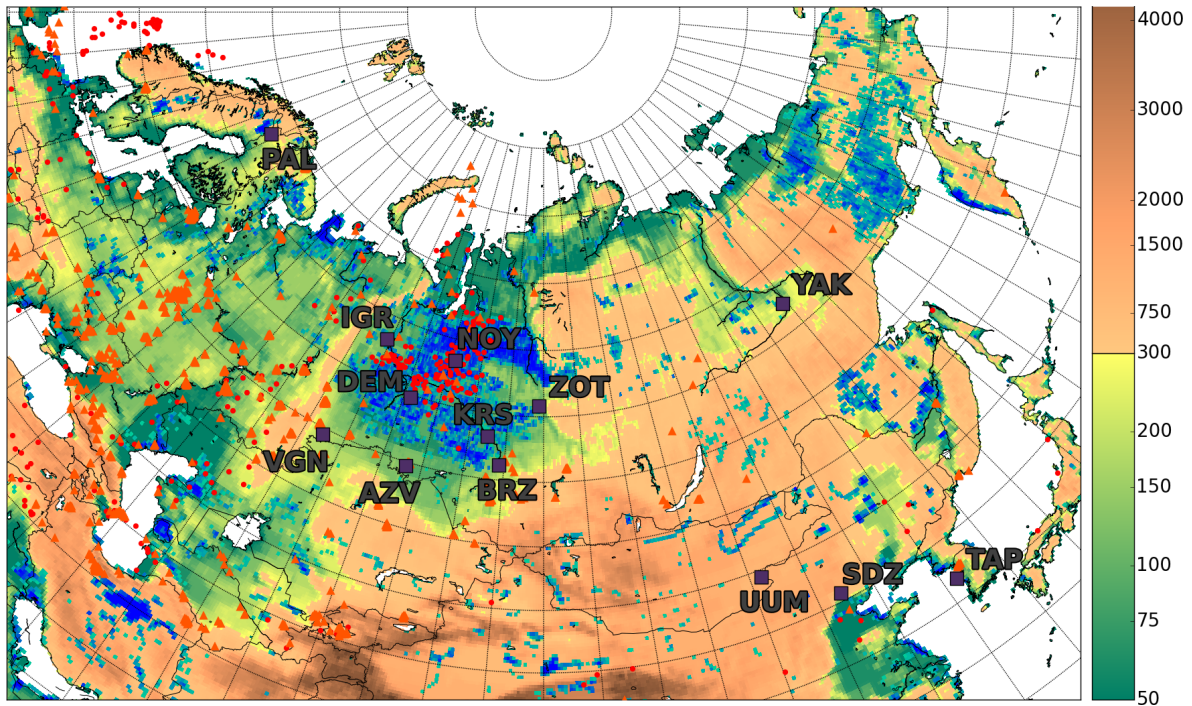 4000
3000
2000
1500
750
300
200
150
100
75
50
PAL
YAK
IGR
NOY
DEM
ZOT
KRS
VGN
AZV
BRZ
SDZ
TAP
UUM